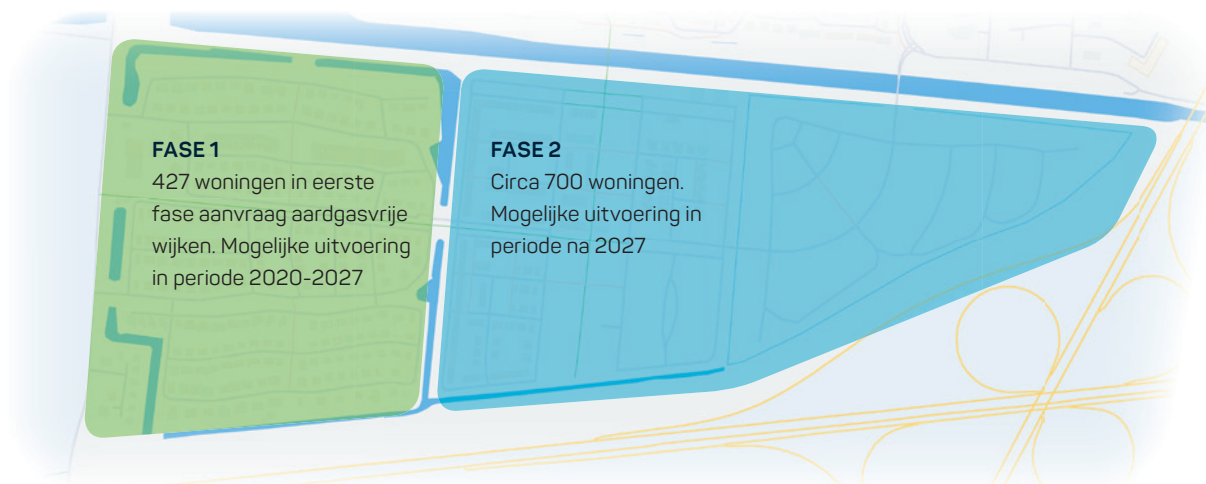 FASE 1
427 woningen in eerste
fase aanvraag aardgasvrije
wijken. Mogelijke uitvoering
in periode 2020-2027
FASE 2
Circa 700 woningen.
Mogelijke uitvoering in
periode na 2027